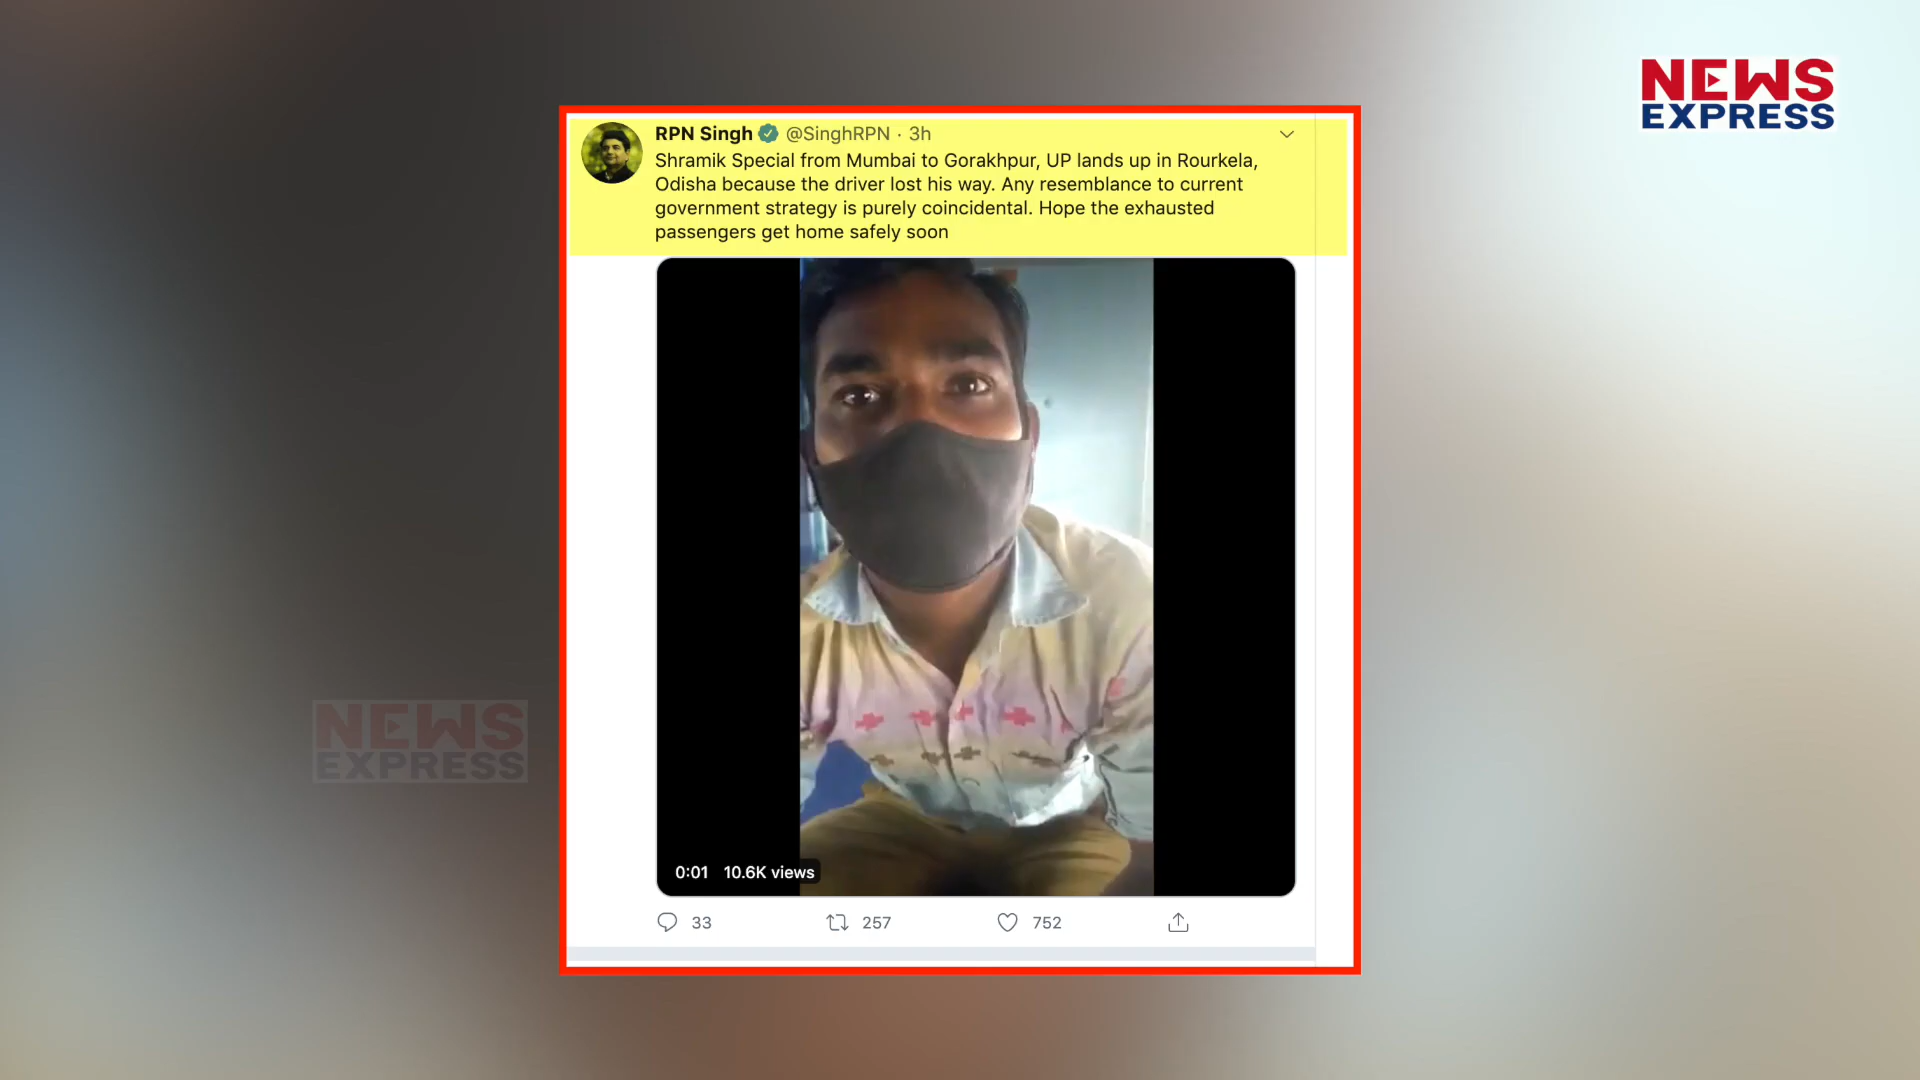 NEWS
EXPRESS
RPN Singh @SinghRPN · 3h
Shramik Special from Mumbai to Gorakhpur, UP lands up in Rourkela,
Odisha because the driver lost his way. Any resemblance to current
government strategy is purely coincidental. Hope the exhausted
passengers get home safely soon
NEWS
EXPRESS
0:01 10.6K views
33 257 752